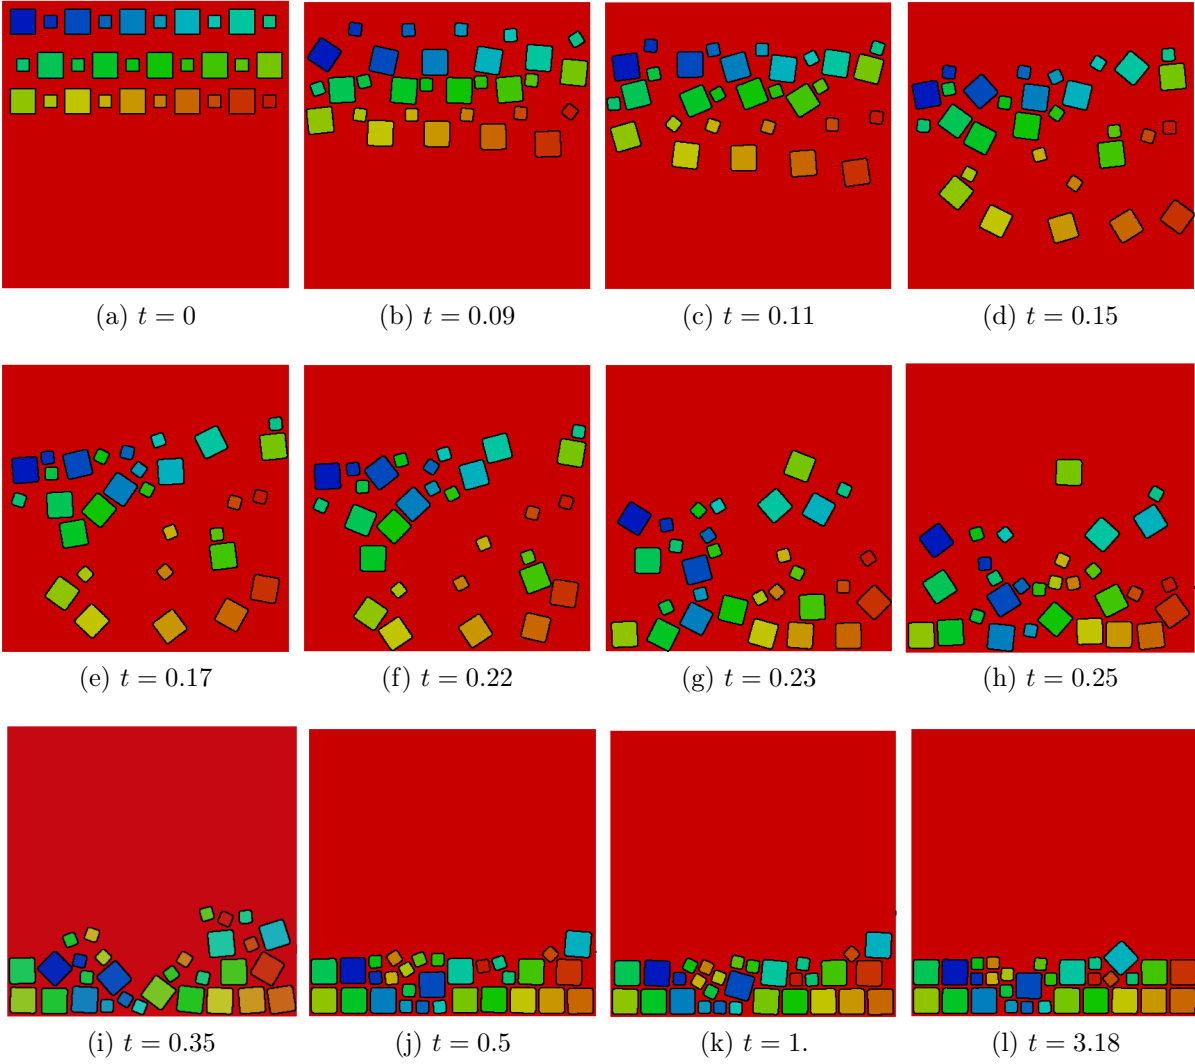 (a) t = 0
(b) t = 0.09
(c) t = 0.11
(d) t = 0.15
(e) t = 0.17
(f) t = 0.22
(g) t = 0.23
(h) t = 0.25
(i) t = 0.35
(j) t = 0.5
(k) t = 1.
(l) t = 3.18